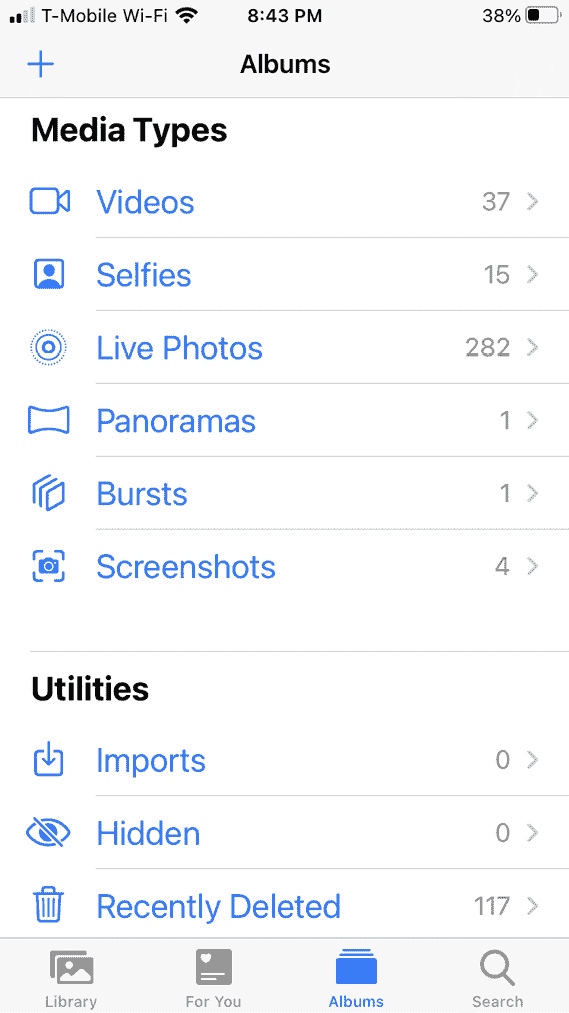 T-Mobile Wi-Fi 8:43 PM 38%
Albums
Media Types
Videos 37
Selfies 15
Live Photos 282
Panoramas 1
Bursts 1
Screenshots 4
Utilities
Imports 0
Hidden 0
Recently Deleted 117
Library For You Albums Search